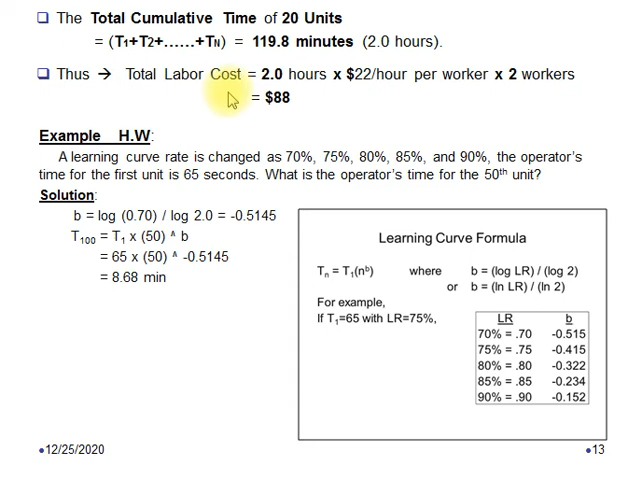 ❑ The Total Cumulative Time of 20 Units
= (T1+T2+......+TN) = 119.8 minutes (2.0 hours).
❑ Thus → Total Labor Cost = 2.0 hours x $22/hour per worker x 2 workers
= $88
Example H.W:
A learning curve rate is changed as 70%, 75%, 80%, 85%, and 90%, the operator's
time for the first unit is 65 seconds. What is the operator's time for the 50th unit?
Solution:
b = log (0.70) / log 2.0 = -0.5145
T100 = T1 x (50) ^ b
= 65 x (50) ^ -0.5145
= 8.68 min
Learning Curve Formula
Tn = T1(nb) where b = (log LR) / (log 2)
or b = (ln LR) / (ln 2)
For example,
If T1=65 with LR=75%,
LR b
70% = .70 -0.515
75% = .75 -0.415
80% = .80 -0.322
85% = .85 -0.234
90% = .90 -0.152
•12/25/2020
•13